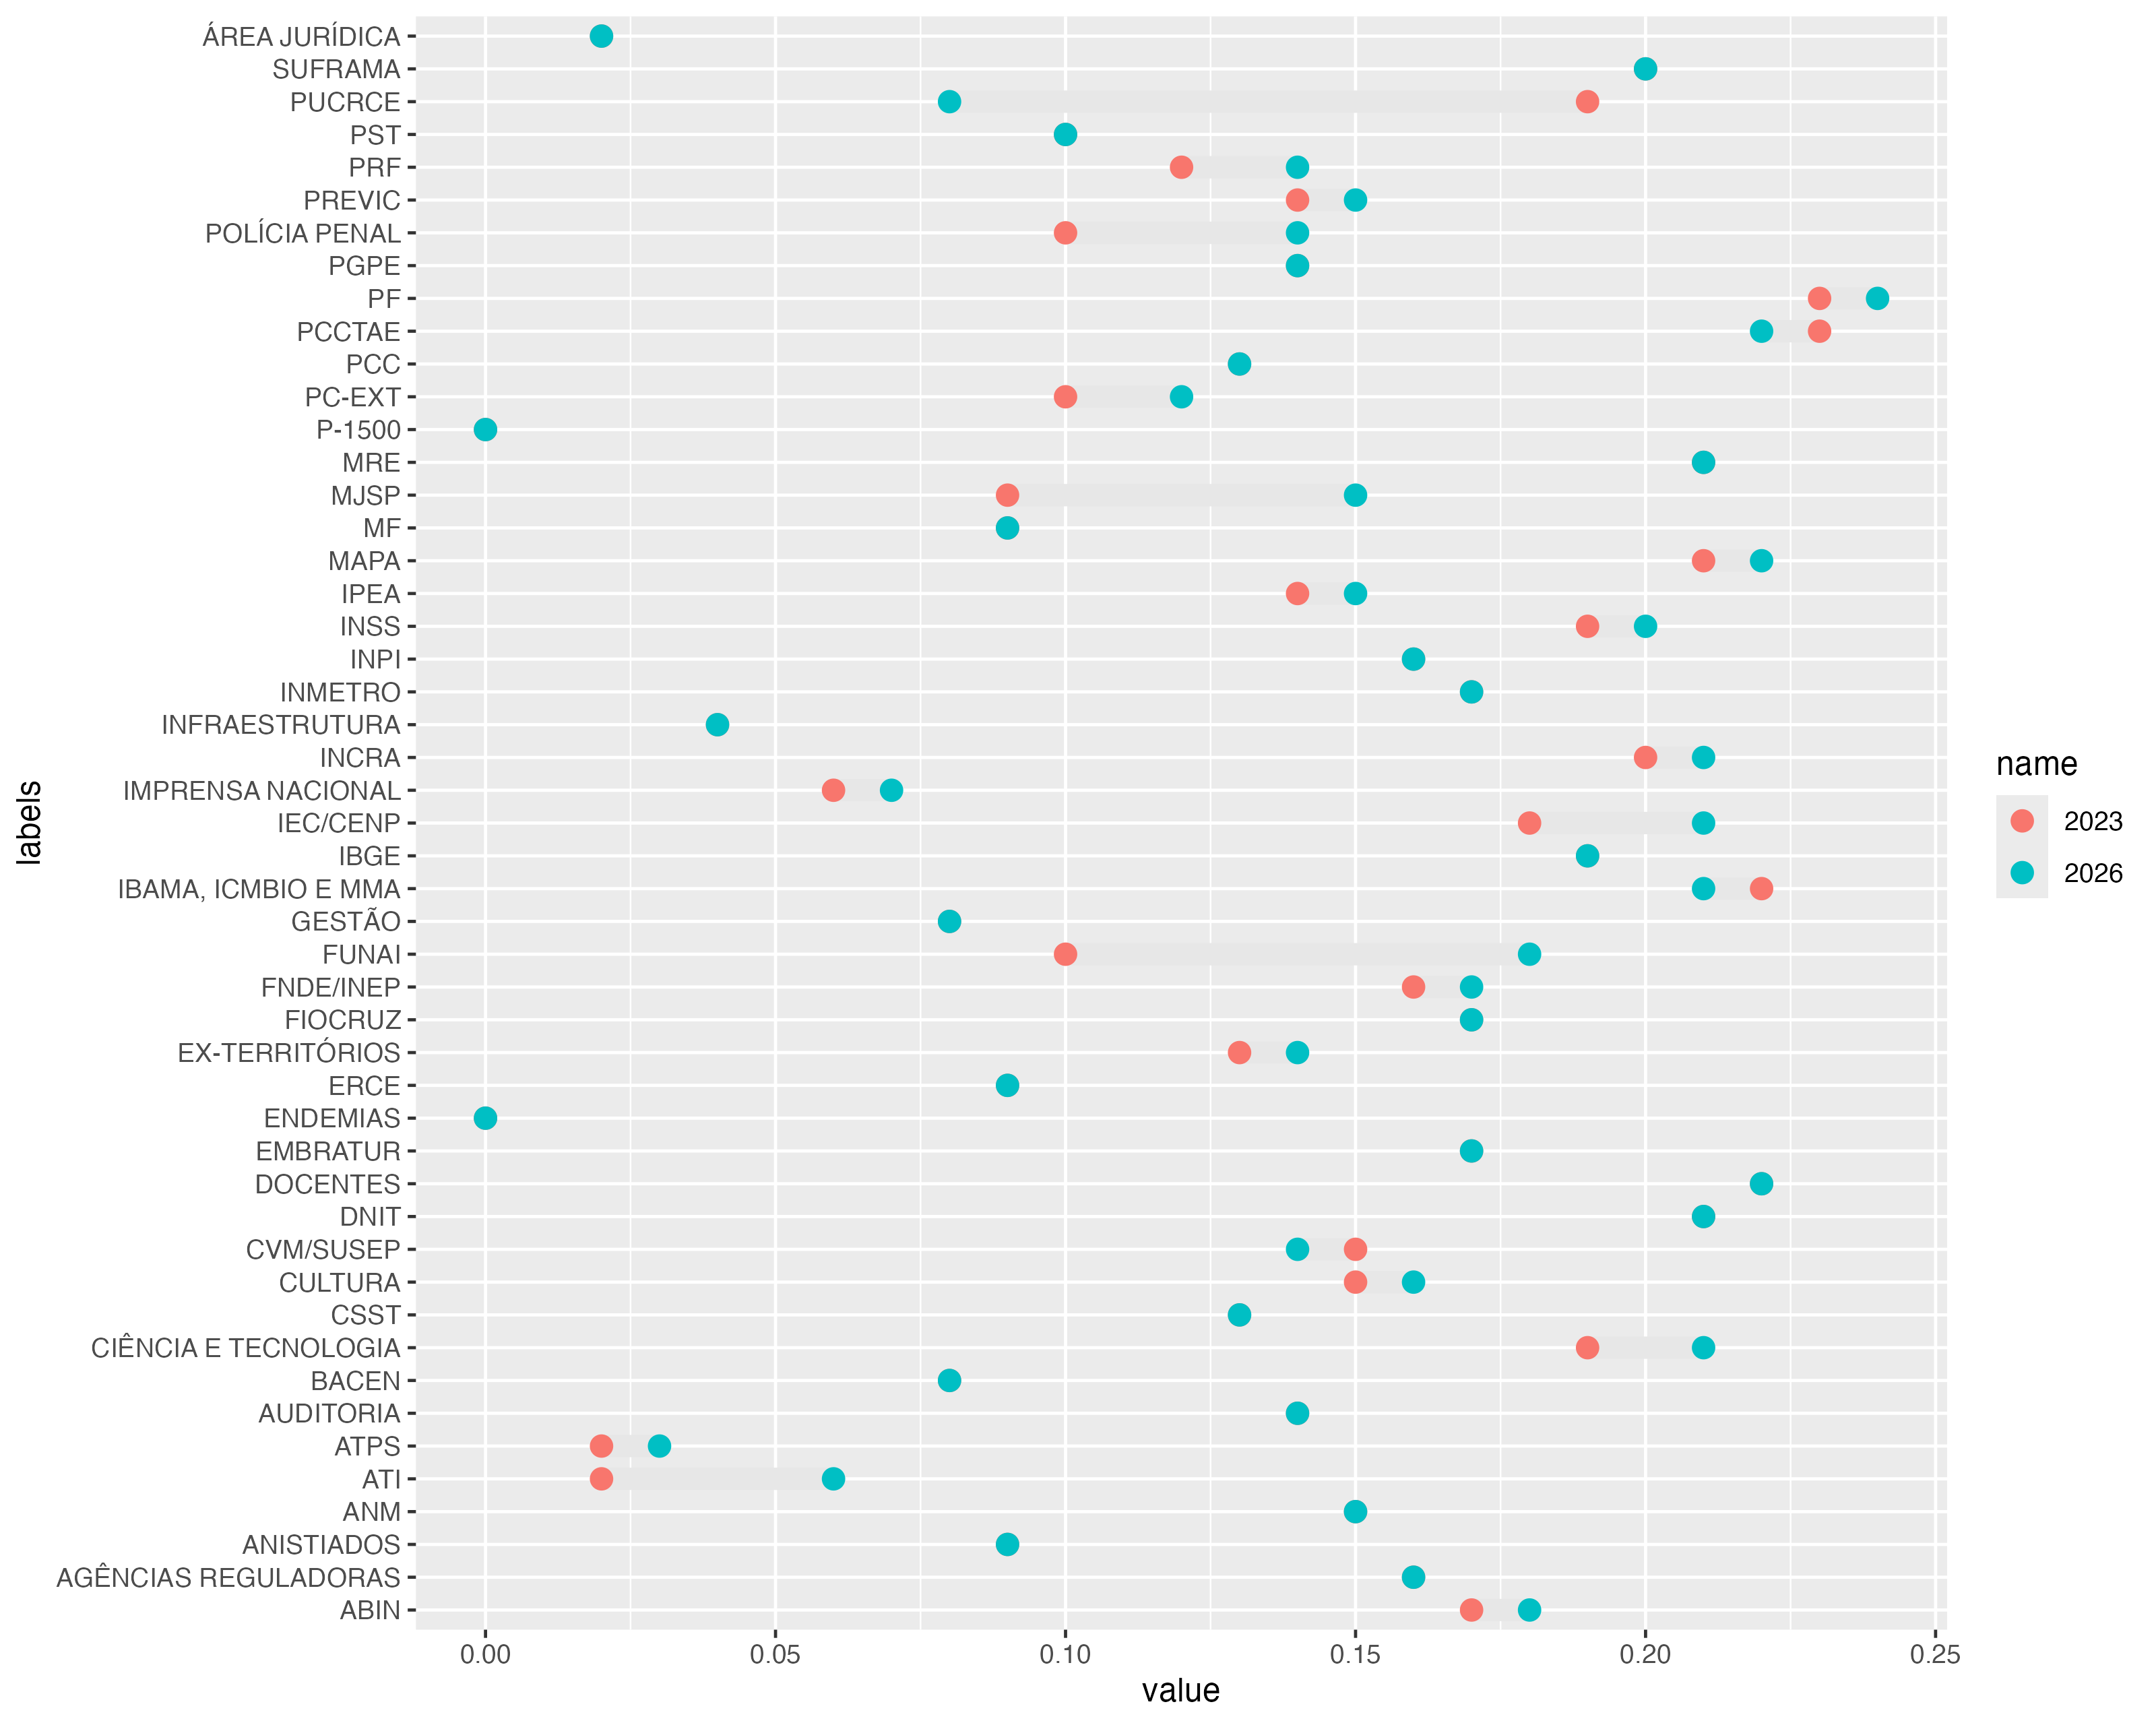 ÁREA JURÍDICA
SUFRAMA
PUCRCE
PST
PRF
PREVIC
POLÍCIA PENAL
PGPE
PF
PCCTAE
PCC
PC-EXT
P-1500
MRE
MJSP
MF
MAPA
IPEA
INSS
INPI
INMETRO
INFRAESTRUTURA
INCRA
IMPRENSA NACIONAL
IEC/CENP
IBGE
IBAMA, ICMBIO E MMA
GESTÃO
FUNAI
FNDE/INEP
FIOCRUZ
EX-TERRITÓRIOS
ERCE
ENDEMIAS
EMBRATUR
DOCENTES
DNIT
CVM/SUSEP
CULTURA
CSST
CIÊNCIA E TECNOLOGIA
BACEN
AUDITORIA
ATPS
ATI
ANM
ANISTIADOS
AGÊNCIAS REGULADORAS
ABIN
labels
0.00 0.05 0.10 0.15 0.20 0.25
value
name
2023
2026